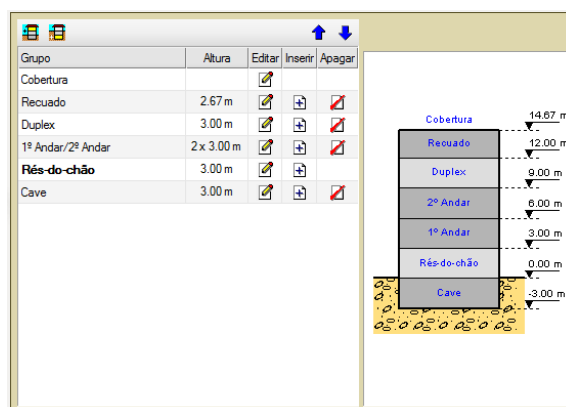 Grupo Altura Editar Inserir Apagar
Cobertura
Recuado 2.67 m
Duplex 3.00 m
1º Andar/2º Andar 2 x 3.00 m
Rés-do-chão 3.00 m
Cave 3.00 m
Cobertura 14.67 m
Recuado 12.00 m
Duplex 9.00 m
2º Andar 6.00 m
1º Andar 3.00 m
Rés-do-chão 0.00 m
Cave -3.00 m